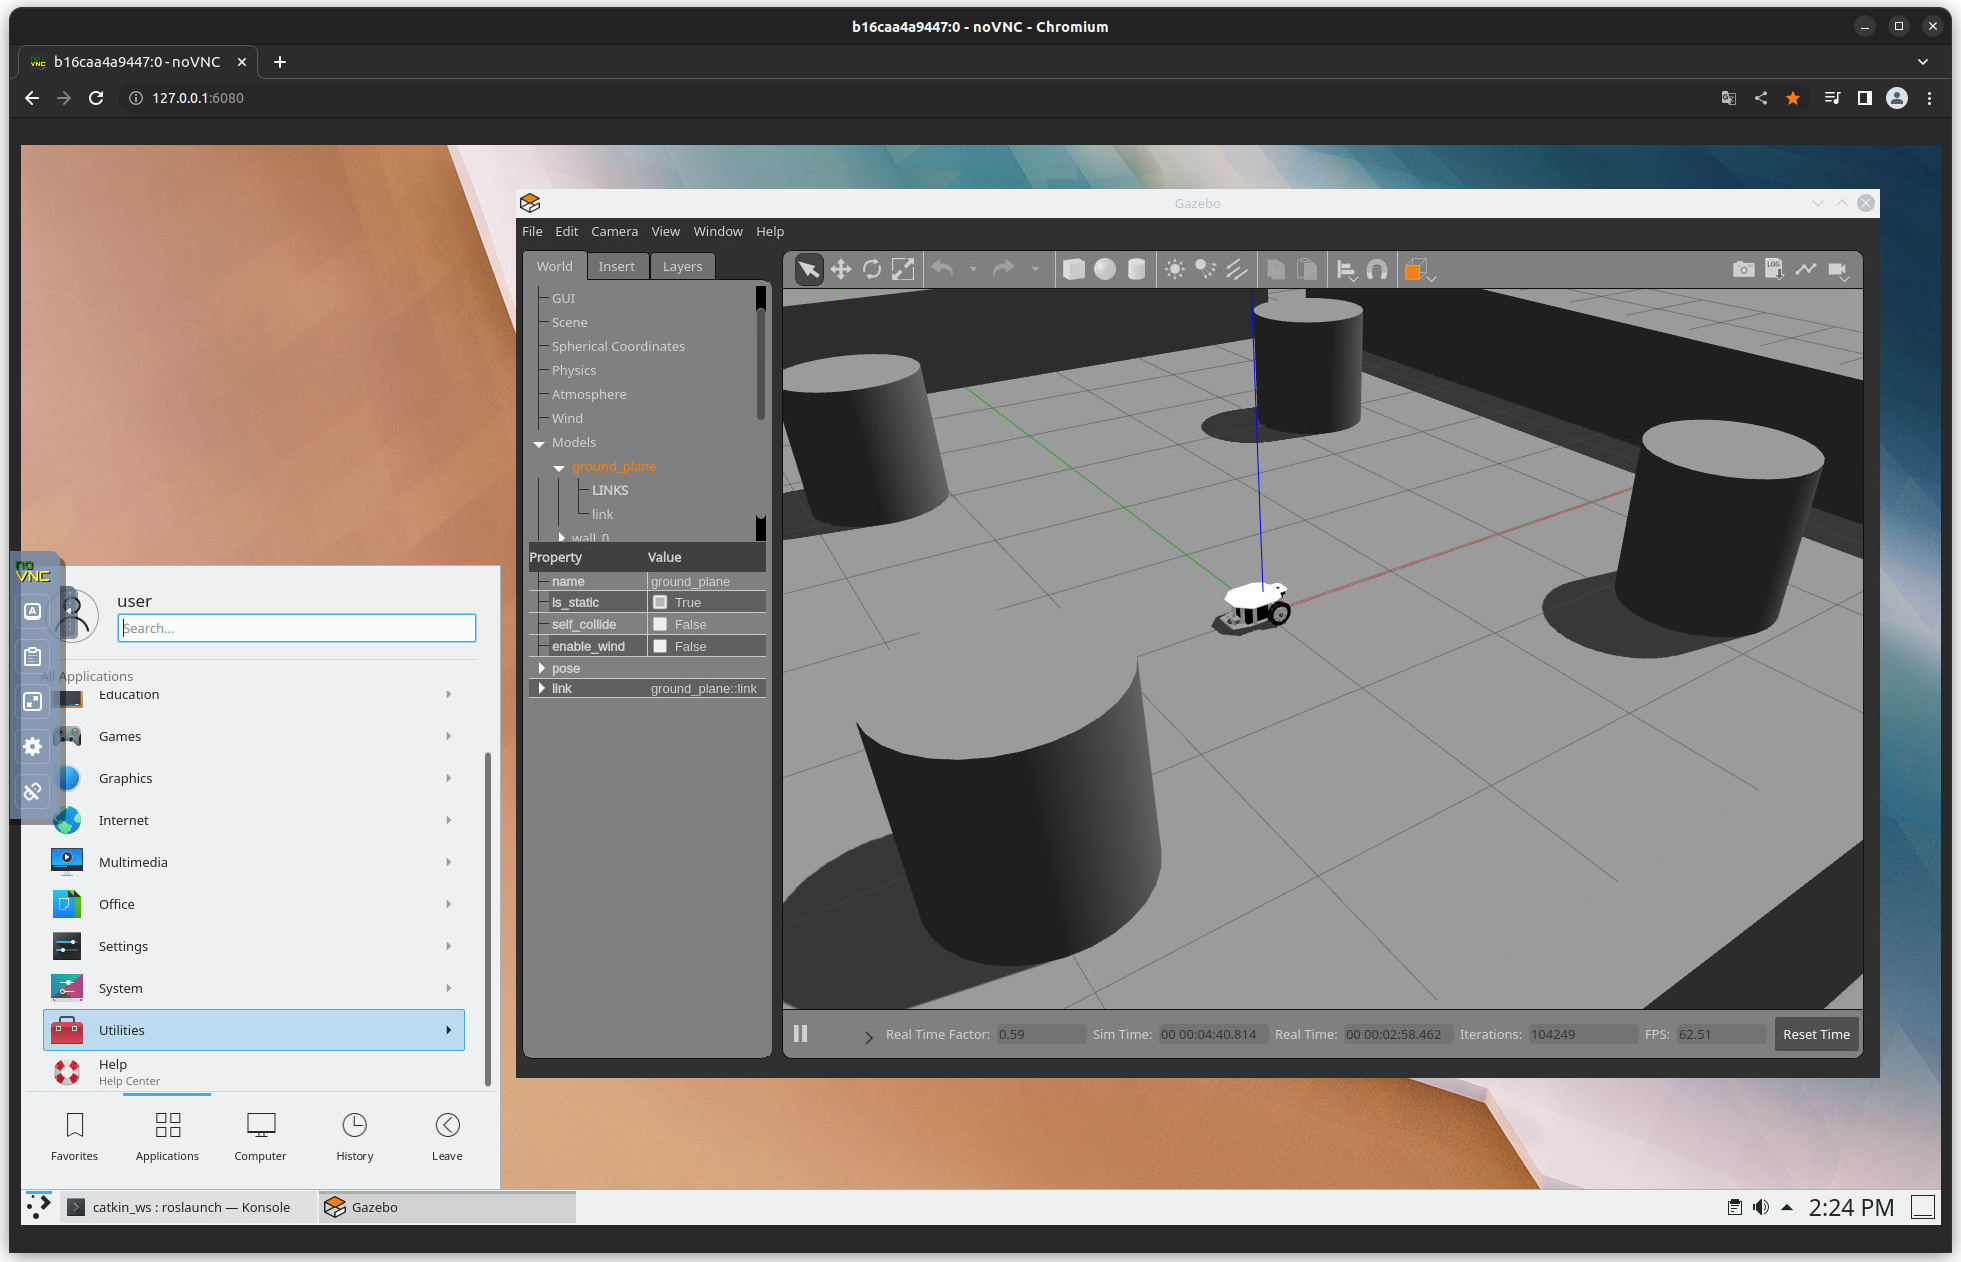 b16caa4a9447:0 - noVNC - Chromium
b16caa4a9447:0 - noVNC
127.0.0.1:6080
Gazebo
File Edit Camera View Window Help
World Insert Layers
LOG
GUI
Scene
Spherical Coordinates
Physics
Atmosphere
Wind
Models
ground_plane
LINKS
link
wall_0
Property Value
name ground_plane
is_static True
self_collide False
enable_wind False
pose
link ground_plane::link
Real Time Factor: 0.59 Sim Time: 00 00:04:40.814 Real Time: 00 00:02:58.462 Iterations: 104249 FPS: 62.51 Reset Time
no
VNC
A
user
Search...
All Applications
Education
Games
Graphics
Internet
Multimedia
Office
Settings
System
Utilities
Help
Help Center
Favorites Applications Computer History Leave
catkin_ws : roslaunch — Konsole Gazebo 2:24 PM